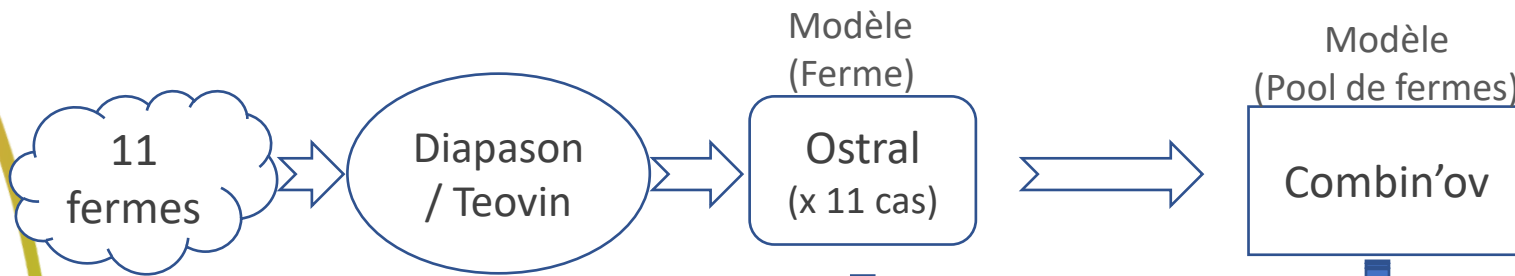 11
fermes
Diapason
/ Teovin
Modèle
(Ferme)
Ostral
(x 11 cas)
Modèle
(Pool de fermes)
Combin’ov